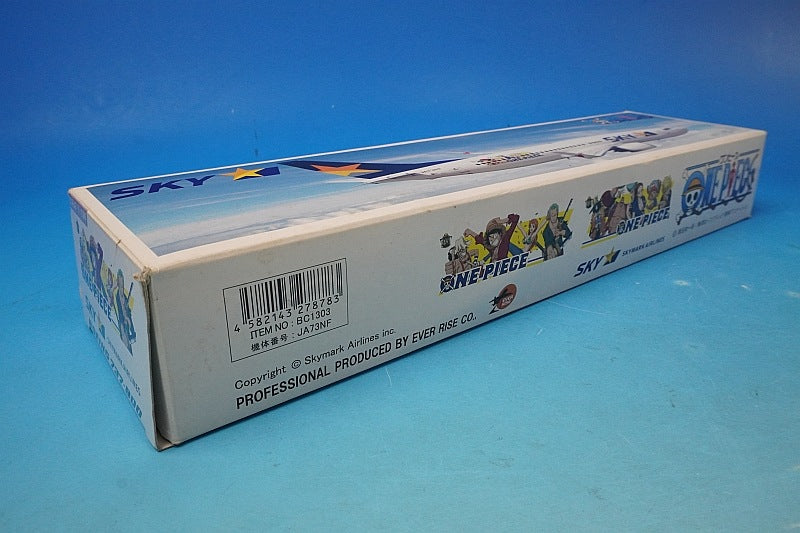 SKY
SKY
ONE PIECE
ONE PIECE
ONE PIECE
SKY SKYMARK AIRLINES
4 582143 278783
ITEM NO : BC1303
機体番号 : JA73NF
Copyright © Skymark Airlines inc.
PROFESSIONAL PRODUCED BY EVER RISE CO.,